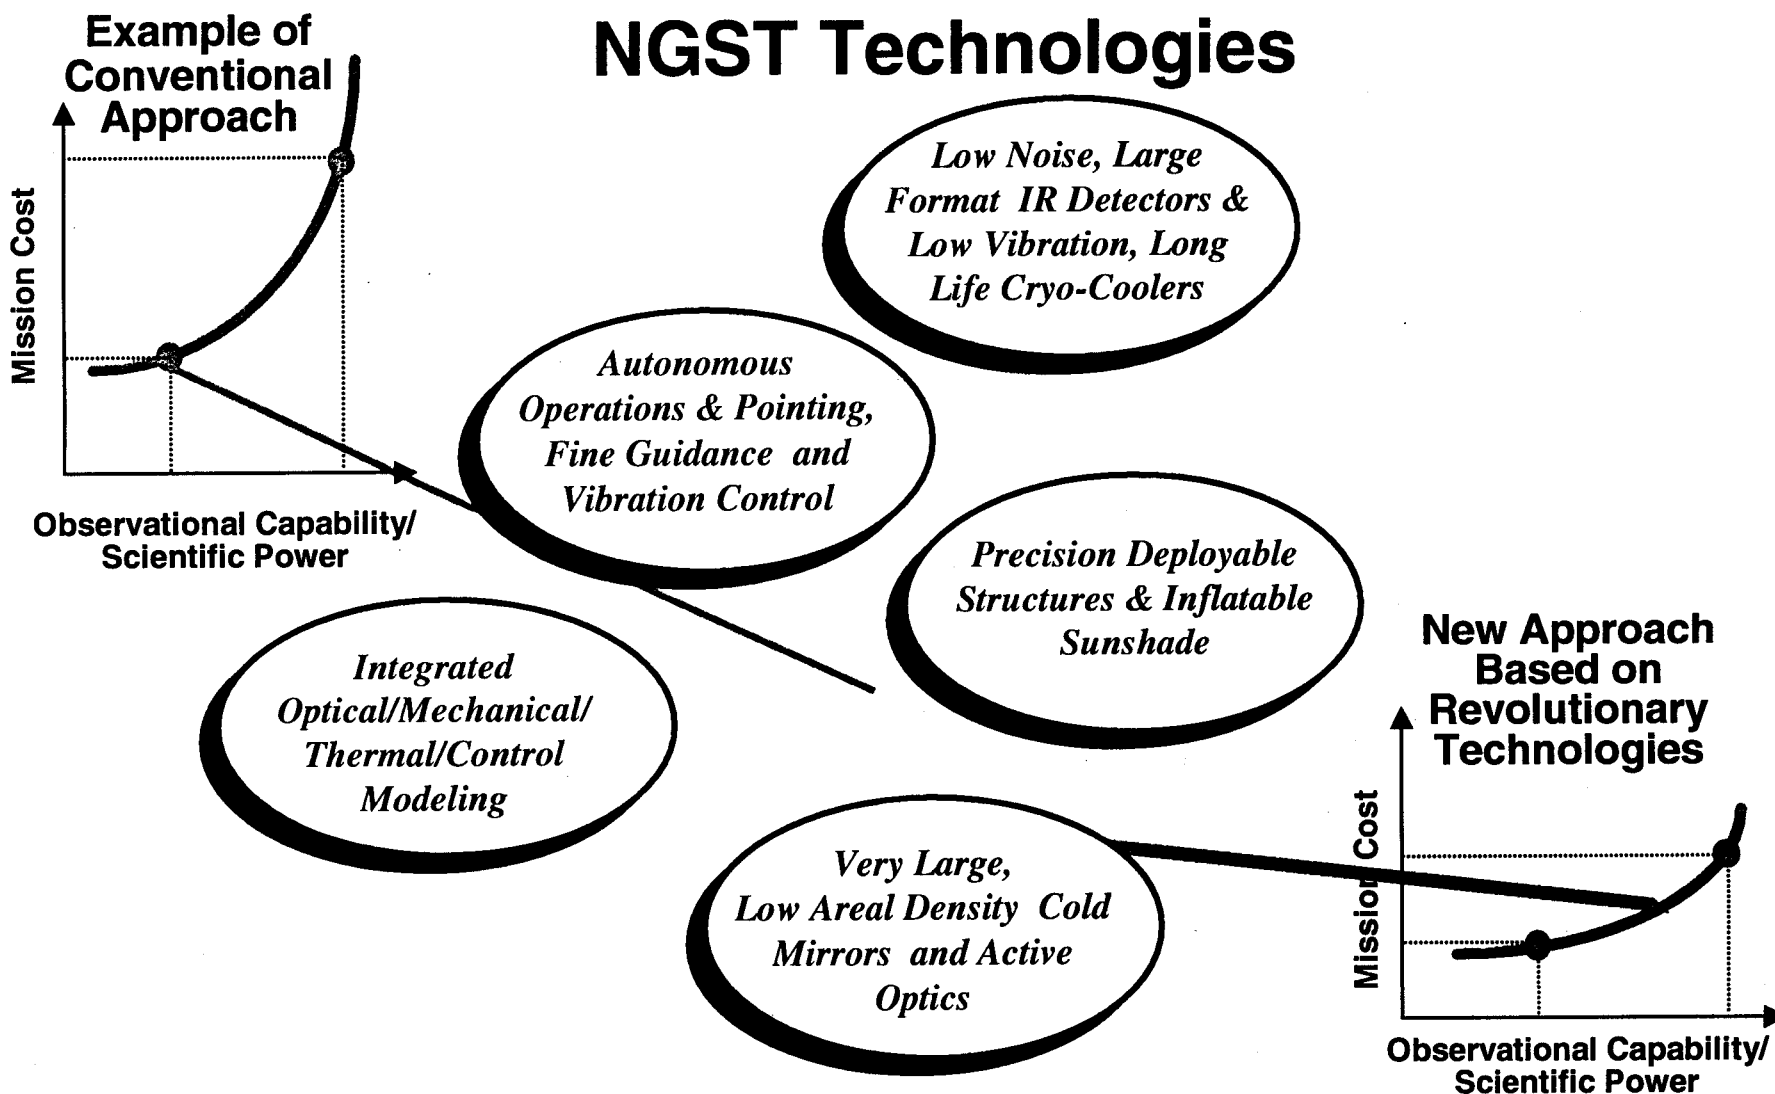 NGST Technologies
Example of
Conventional
Approach
Mission Cost
Observational Capability/
Scientific Power
Low Noise, Large
Format IR Detectors &
Low Vibration, Long
Life Cryo-Coolers
Autonomous
Operations & Pointing,
Fine Guidance and
Vibration Control
Precision Deployable
Structures & Inflatable
Sunshade
Integrated
Optical/Mechanical/
Thermal/Control
Modeling
Very Large,
Low Areal Density Cold
Mirrors and Active
Optics
New Approach
Based on
Revolutionary
Technologies
Mission Cost
Observational Capability/
Scientific Power